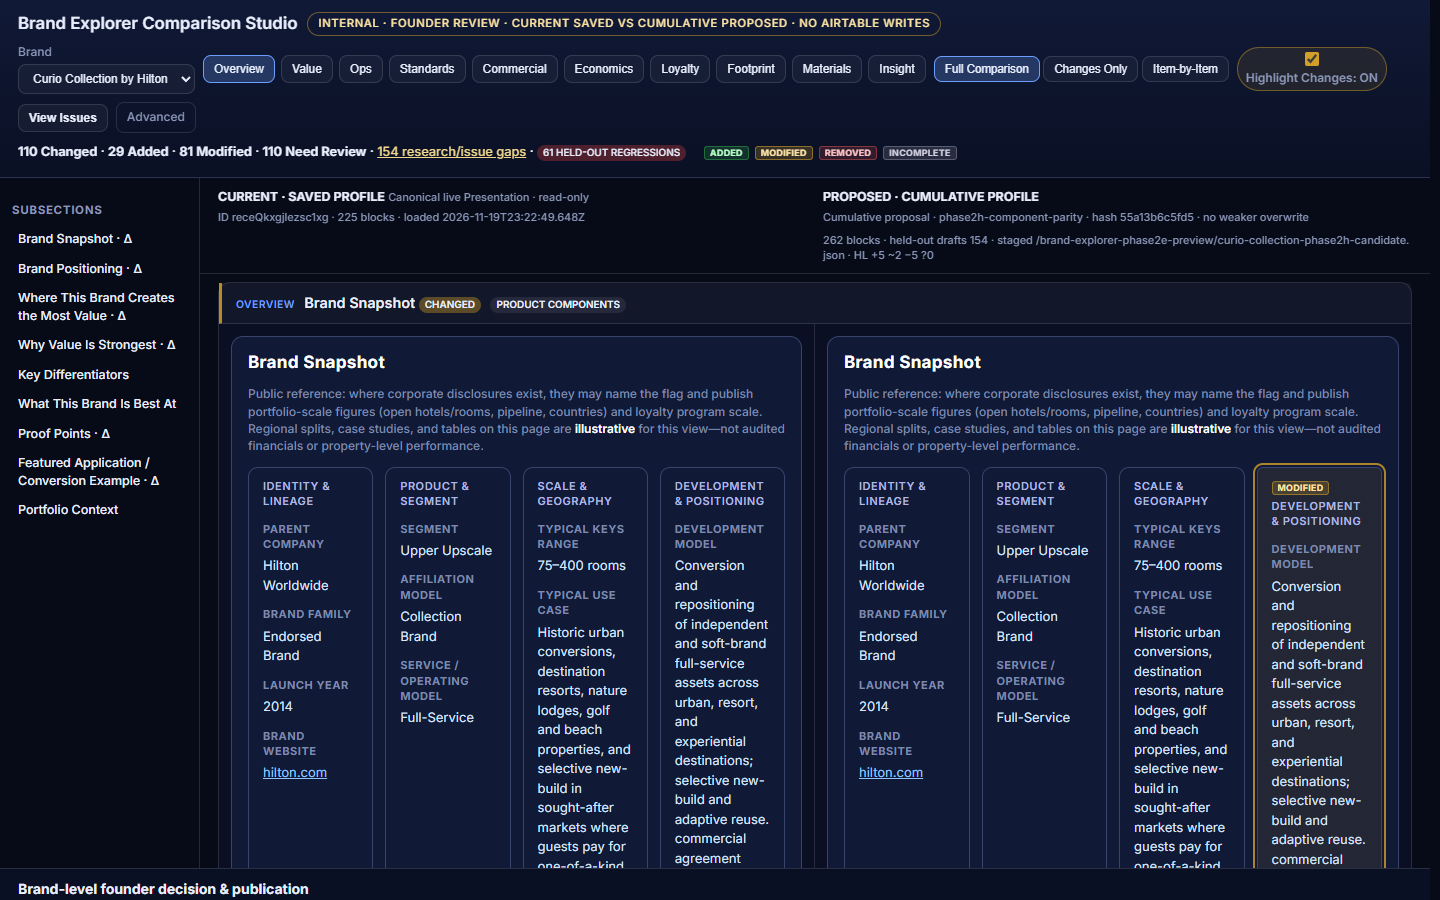 Brand Explorer Comparison Studio
INTERNAL · FOUNDER REVIEW · CURRENT SAVED VS CUMULATIVE PROPOSED · NO AIRTABLE WRITES
Brand
Curio Collection by Hilton
Overview
Value
Ops
Standards
Commercial
Economics
Loyalty
Footprint
Materials
Insight
Full Comparison
Changes Only
Item-by-Item
Highlight Changes: ON
View Issues
Advanced
110 Changed · 29 Added · 81 Modified · 110 Need Review · 154 research/issue gaps · 61 HELD-OUT REGRESSIONS
ADDED
MODIFIED
REMOVED
INCOMPLETE
SUBSECTIONS
Brand Snapshot · Δ
Brand Positioning · Δ
Where This Brand Creates
the Most Value · Δ
Why Value Is Strongest · Δ
Key Differentiators
What This Brand Is Best At
Proof Points · Δ
Featured Application /
Conversion Example · Δ
Portfolio Context
CURRENT · SAVED PROFILE Canonical live Presentation · read-only
ID receQkxgjlezsc1xg · 225 blocks · loaded 2026-11-19T23:22:49.648Z
PROPOSED · CUMULATIVE PROFILE
Cumulative proposal · phase2h-component-parity · hash 55a13b6c5fd5 · no weaker overwrite
262 blocks · held-out drafts 154 · staged /brand-explorer-phase2e-preview/curio-collection-phase2h-candidate.
json · HL +5 ~2 −5 ?0
OVERVIEW Brand Snapshot CHANGED PRODUCT COMPONENTS
Brand Snapshot
Public reference: where corporate disclosures exist, they may name the flag and publish
portfolio-scale figures (open hotels/rooms, pipeline, countries) and loyalty program scale.
Regional splits, case studies, and tables on this page are illustrative for this view—not audited
financials or property-level performance.
IDENTITY &
LINEAGE
PARENT
COMPANY
Hilton
Worldwide
BRAND FAMILY
Endorsed
Brand
LAUNCH YEAR
2014
BRAND
WEBSITE
hilton.com
PRODUCT &
SEGMENT
SEGMENT
Upper Upscale
AFFILIATION
MODEL
Collection
Brand
SERVICE /
OPERATING
MODEL
Full-Service
SCALE &
GEOGRAPHY
TYPICAL KEYS
RANGE
75–400 rooms
TYPICAL USE
CASE
Historic urban
conversions,
destination
resorts, nature
lodges, golf
and beach
properties, and
selective new-
build in
sought-after
markets where
guests pay for
one-of-a-kind
DEVELOPMENT
& POSITIONING
DEVELOPMENT
MODEL
Conversion
and
repositioning
of independent
and soft-brand
full-service
assets across
urban, resort,
and
experiential
destinations;
selective new-
build and
adaptive reuse.
commercial
agreement
Brand Snapshot
Public reference: where corporate disclosures exist, they may name the flag and publish
portfolio-scale figures (open hotels/rooms, pipeline, countries) and loyalty program scale.
Regional splits, case studies, and tables on this page are illustrative for this view—not audited
financials or property-level performance.
IDENTITY &
LINEAGE
PARENT
COMPANY
Hilton
Worldwide
BRAND FAMILY
Endorsed
Brand
LAUNCH YEAR
2014
BRAND
WEBSITE
hilton.com
PRODUCT &
SEGMENT
SEGMENT
Upper Upscale
AFFILIATION
MODEL
Collection
Brand
SERVICE /
OPERATING
MODEL
Full-Service
SCALE &
GEOGRAPHY
TYPICAL KEYS
RANGE
75–400 rooms
TYPICAL USE
CASE
Historic urban
conversions,
destination
resorts, nature
lodges, golf
and beach
properties, and
selective new-
build in
sought-after
markets where
guests pay for
one-of-a-kind
MODIFIED
DEVELOPMENT
& POSITIONING
DEVELOPMENT
MODEL
Conversion
and
repositioning
of independent
and soft-brand
full-service
assets across
urban, resort,
and
experiential
destinations;
selective new-
build and
adaptive reuse.
commercial
Brand-level founder decision & publication